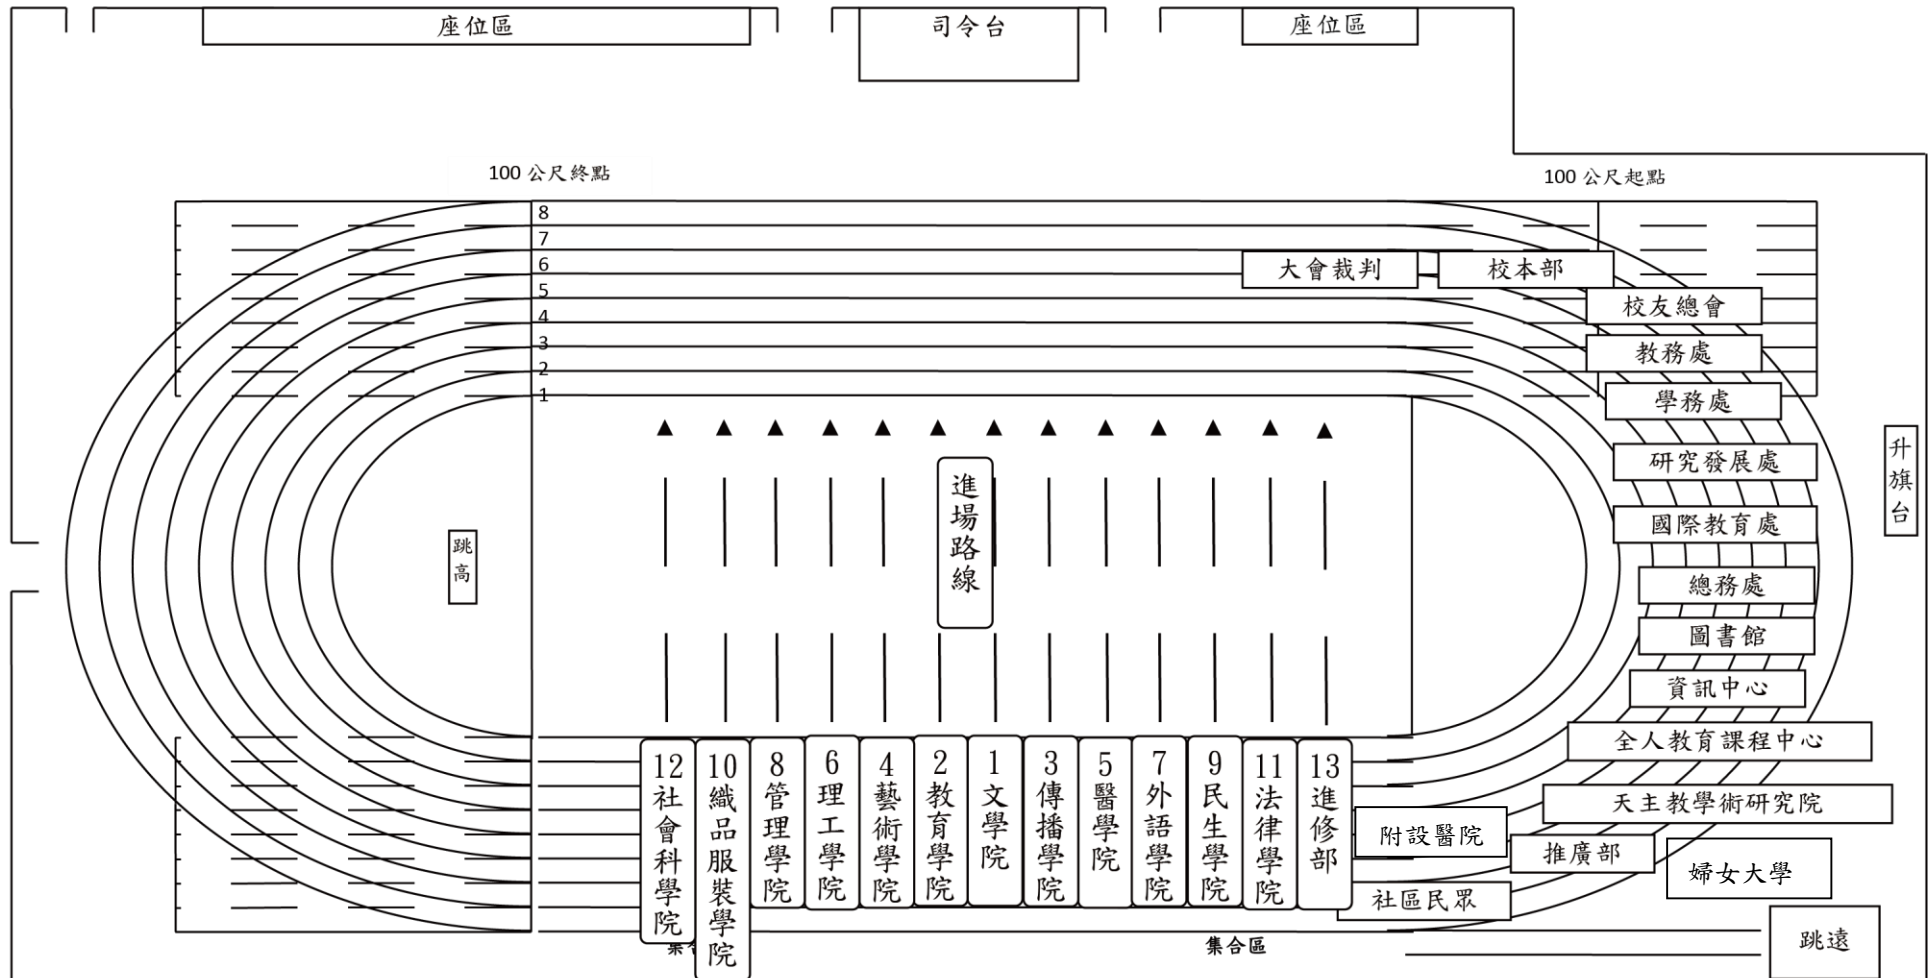 座位區
司令台
座位區
100 公尺終點
100 公尺起點
8
7
6
5
4
3
2
1
大會裁判
校本部
校友總會
教務處
學務處
研究發展處
國際教育處
總務處
圖書館
資訊中心
全人教育課程中心
天主教學術研究院
附設醫院
推廣部
婦女大學
社區民眾
跳遠
升旗台
跳高
進場路線
12 社會科學院
10 織品服裝學院
8 管理學院
6 理工學院
4 藝術學院
2 教育學院
1 文學院
3 傳播學院
5 醫學院
7 外語學院
9 民生學院
11 法律學院
13 進修部
集合區